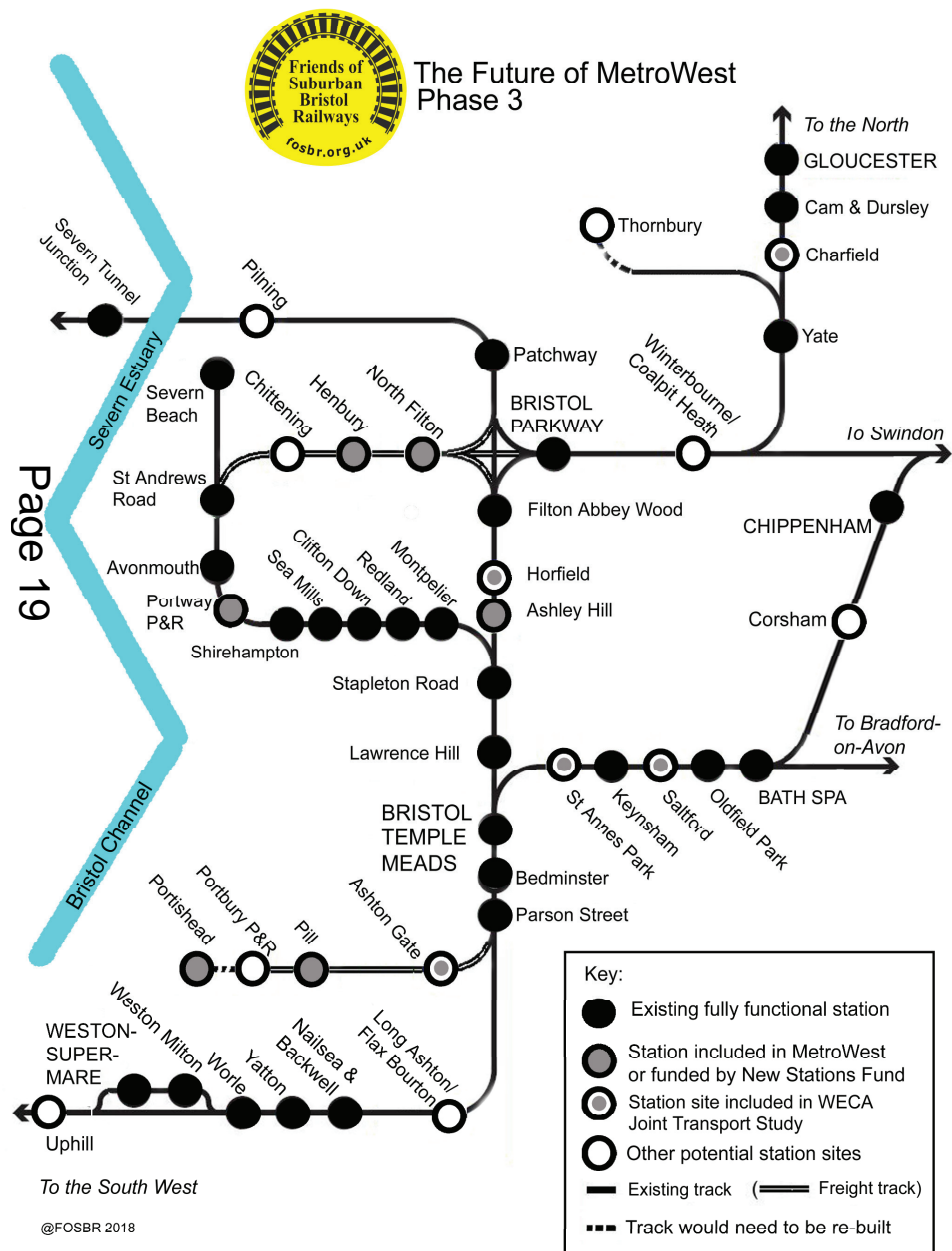 Friends of
Suburban
Bristol
Railways
fosbr.org.uk
The Future of MetroWest
Phase 3
To the North
GLOUCESTER
Cam & Dursley
Charfield
Thornbury
Yate
Severn Tunnel
Junction
Pilning
Patchway
Winterbourne/
Coalpit Heath
Severn Estuary
Severn
Beach
Chittening
Henbury
North Filton
BRISTOL
PARKWAY
To Swindon
St Andrews
Road
Filton Abbey Wood
CHIPPENHAM
Page 19
Avonmouth
Portway
P&R
Shirehampton
Sea Mills
Clifton Down
Redland
Montpelier
Horfield
Ashley Hill
Corsham
Stapleton Road
Lawrence Hill
To Bradford-
on-Avon
St Annes Park
Keynsham
Saltford
Oldfield Park
BATH SPA
BRISTOL
TEMPLE
MEADS
Bristol Channel
Bedminster
Parson Street
Portishead
Portbury P&R
Pill
Ashton Gate
WESTON-
SUPER-
MARE
Weston Milton
Worle
Yatton
Nailsea &
Backwell
Long Ashton/
Flax Bourton
Uphill
To the South West
@FOSBR 2018
Key:
Existing fully functional station
Station included in MetroWest
or funded by New Stations Fund
Station site included in WECA
Joint Transport Study
Other potential station sites
Existing track
( Freight track)
Track would need to be re-built